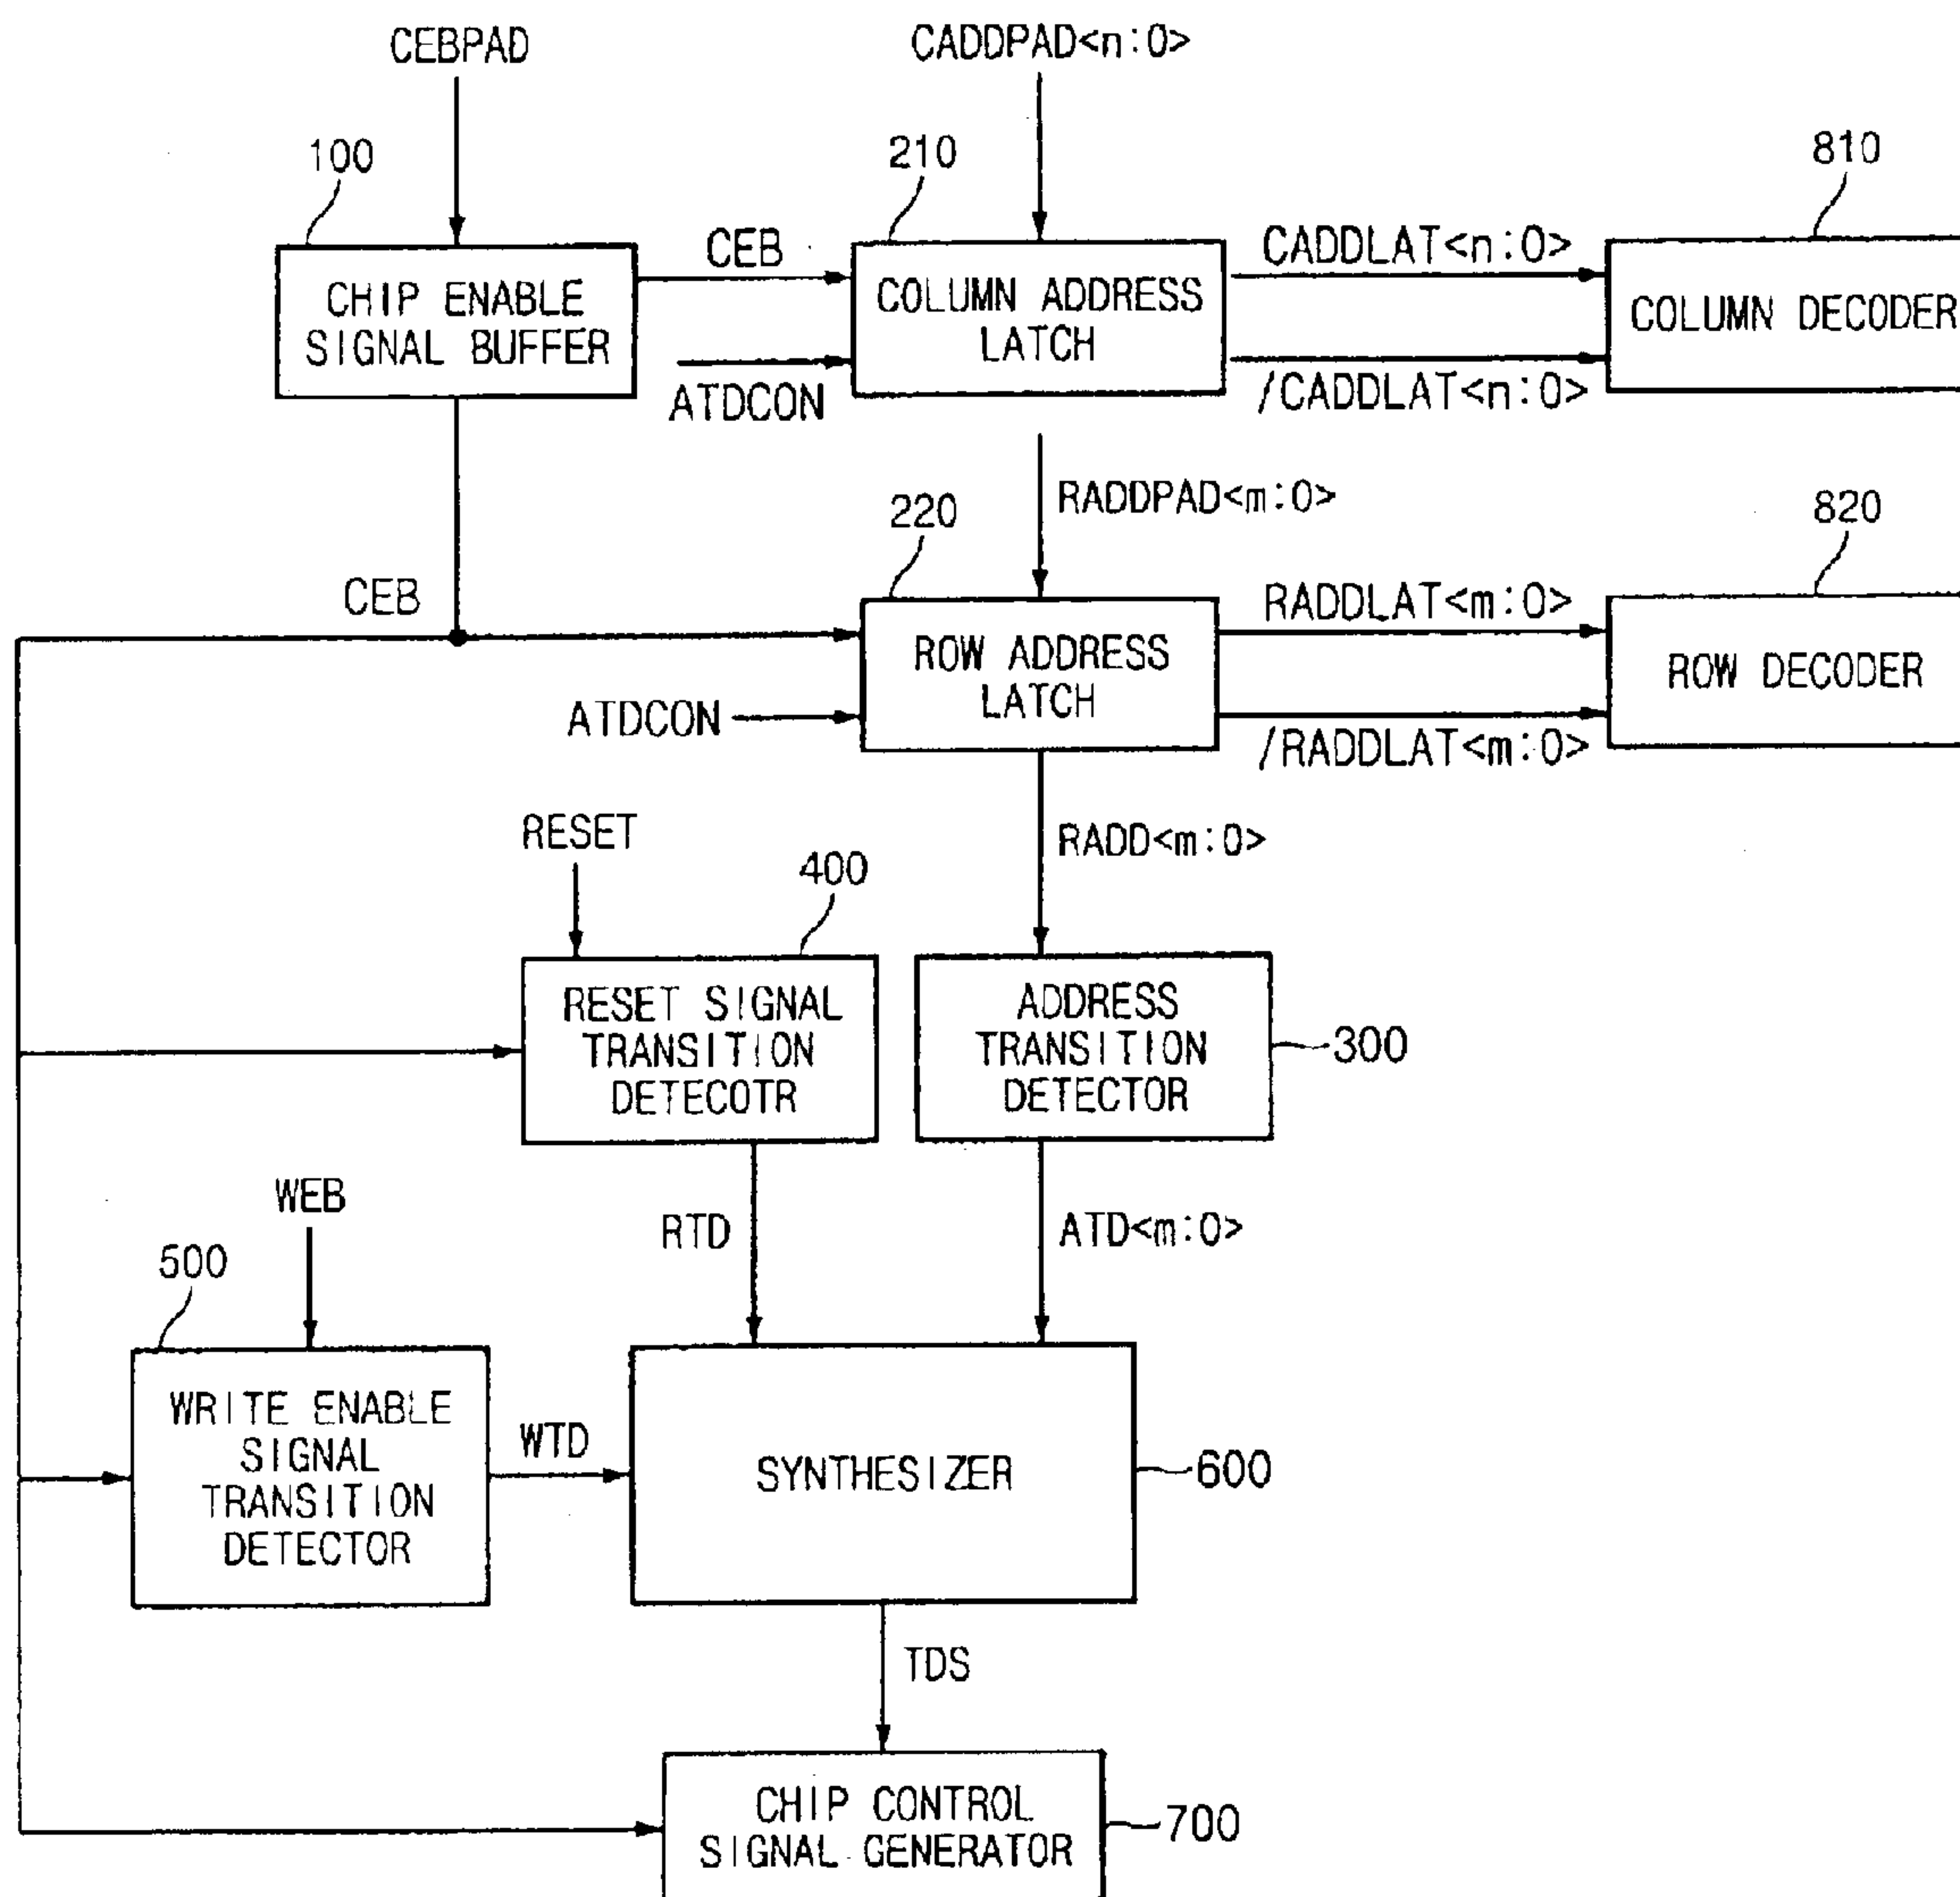 CEBPAD
CADDPAD<n:0>
100
210
810
CEB
CADDLAT<n:0>
CHIP ENABLE
SIGNAL BUFFER
COLUMN ADDRESS
LATCH
COLUMN DECODER
ATDCON
/CADDLAT<n:0>
RADDPAD<m:0>
220
820
CEB
RADDLAT<m:0>
ROW ADDRESS
LATCH
ROW DECODER
ATDCON
/RADDLAT<m:0>
RESET
RADD<m:0>
400
RESET SIGNAL
TRANSITION
DETECOTR
ADDRESS
TRANSITION
DETECTOR
300
WEB
RTD
ATD<m:0>
500
WRITE ENABLE
SIGNAL
TRANSITION
DETECTOR
WTD
SYNTHESIZER
600
TDS
CHIP CONTROL
SIGNAL GENERATOR
700